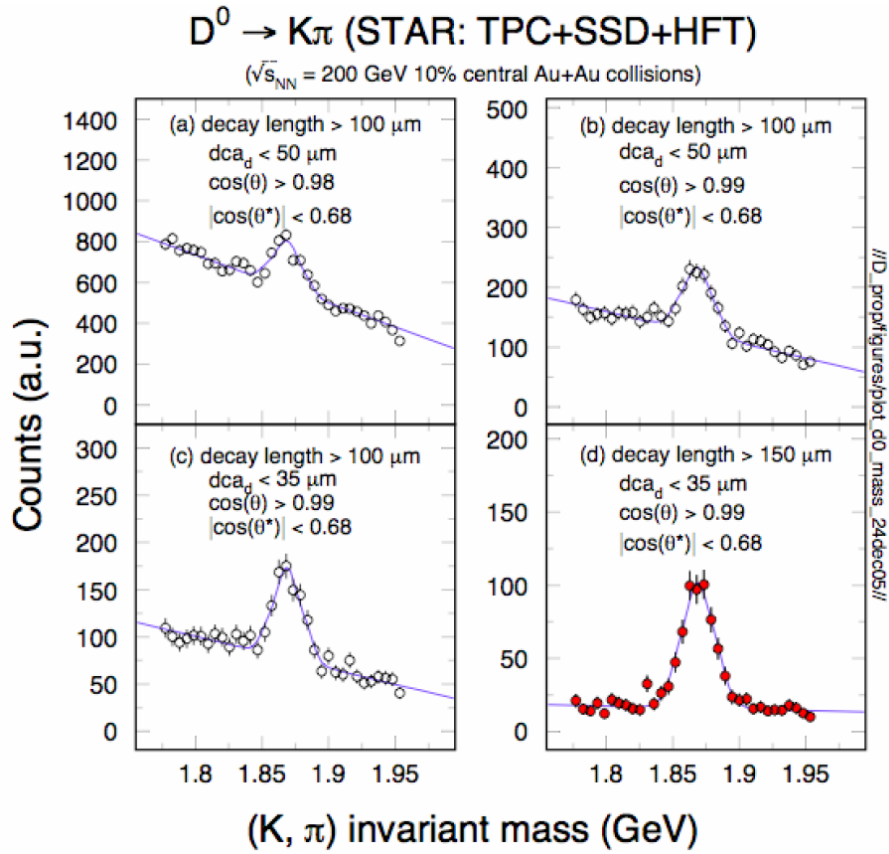 D⁰ → Kπ (STAR: TPC+SSD+HFT)
(√s_NN = 200 GeV 10% central Au+Au collisions)
Counts (a.u.)
1400
1200
1000
800
600
400
200
0
(a) decay length > 100 μm
dca_d < 50 μm
cos(θ) > 0.98
|cos(θ*)| < 0.68
500
400
300
200
100
0
(b) decay length > 100 μm
dca_d < 50 μm
cos(θ) > 0.99
|cos(θ*)| < 0.68
300
250
200
150
100
50
0
(c) decay length > 100 μm
dca_d < 35 μm
cos(θ) > 0.99
|cos(θ*)| < 0.68
1.8 1.85 1.9 1.95
200
150
100
50
0
(d) decay length > 150 μm
dca_d < 35 μm
cos(θ) > 0.99
|cos(θ*)| < 0.68
1.8 1.85 1.9 1.95
(K, π) invariant mass (GeV)
//D_prop/figures/plot_d0_mass_24dec05//